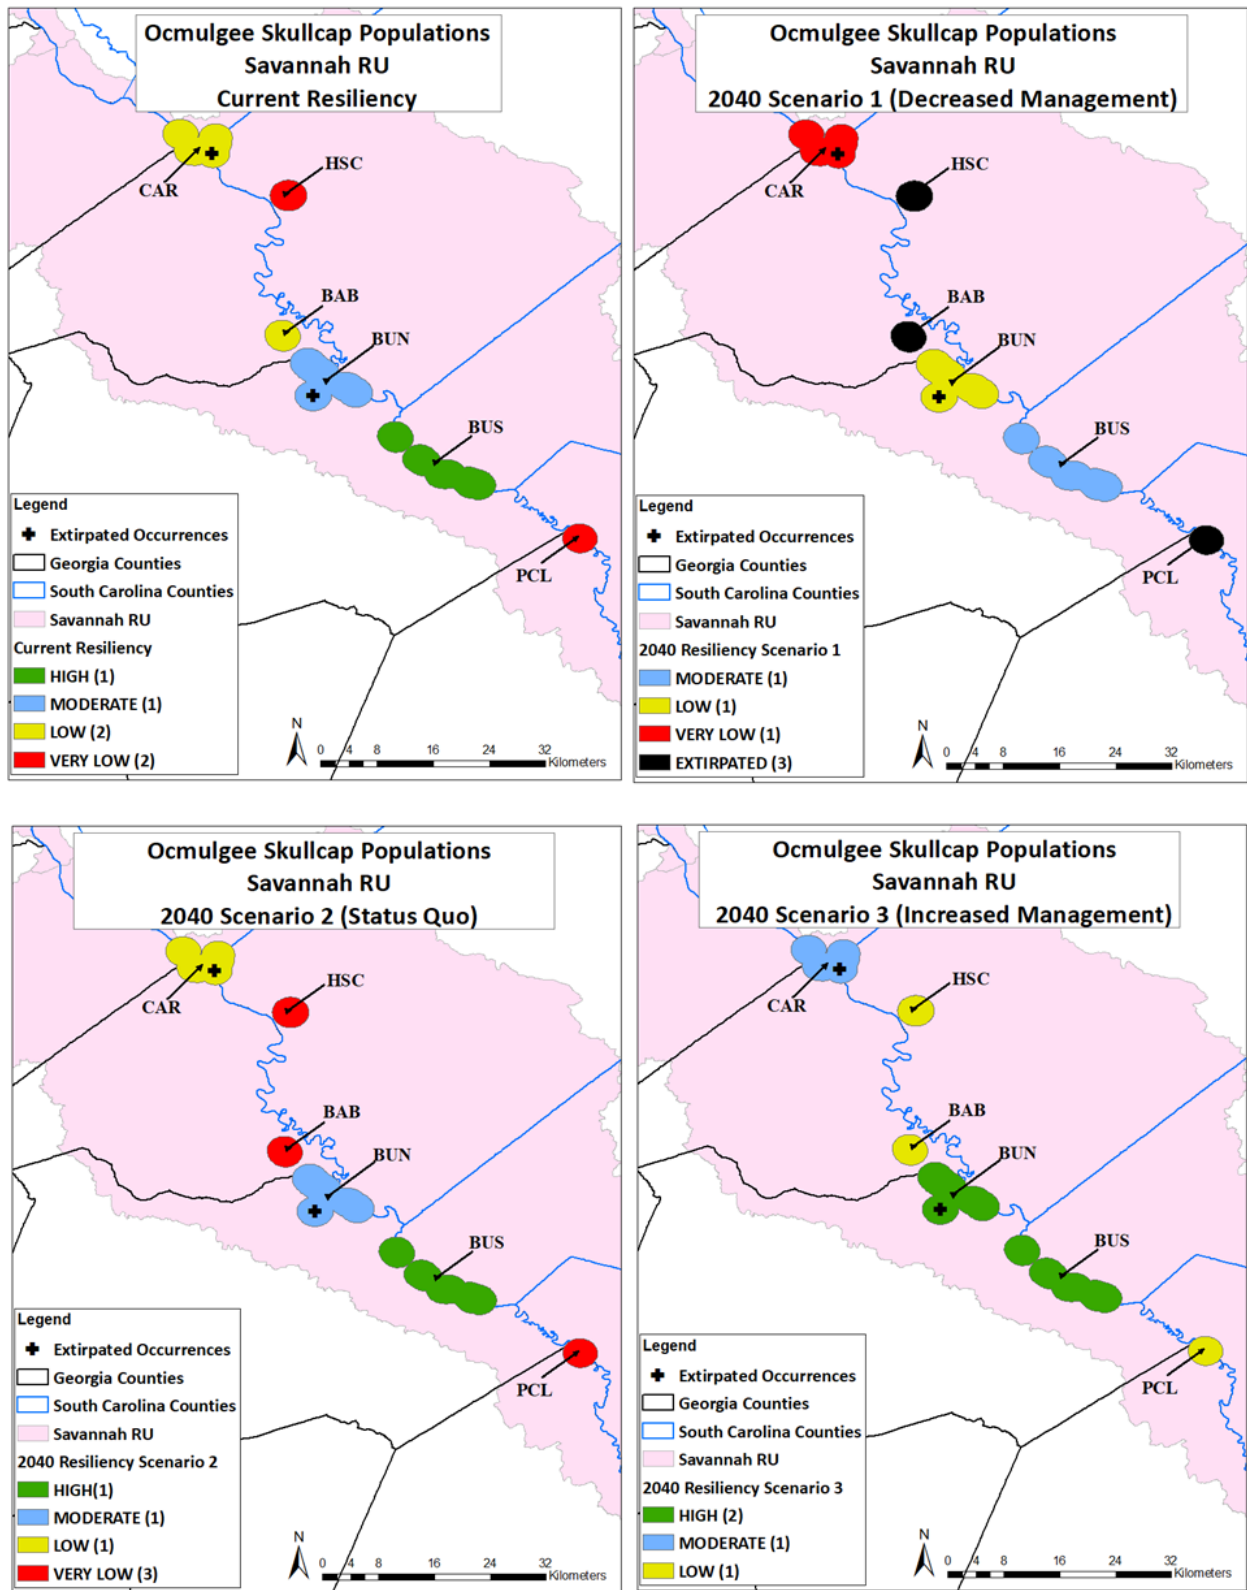 Ocmulgee Skullcap Populations
Savannah RU
Current Resiliency
CAR
HSC
BAB
BUN
BUS
PCL
Legend
Extirpated Occurrences
Georgia Counties
South Carolina Counties
Savannah RU
Current Resiliency
HIGH (1)
MODERATE (1)
LOW (2)
VERY LOW (2)
N
0 4 8 16 24 32
Kilometers
Ocmulgee Skullcap Populations
Savannah RU
2040 Scenario 1 (Decreased Management)
CAR
HSC
BAB
BUN
BUS
PCL
Legend
Extirpated Occurrences
Georgia Counties
South Carolina Counties
Savannah RU
2040 Resiliency Scenario 1
MODERATE (1)
LOW (1)
VERY LOW (1)
EXTIRPATED (3)
N
0 4 8 16 24 32
Kilometers
Ocmulgee Skullcap Populations
Savannah RU
2040 Scenario 2 (Status Quo)
CAR
HSC
BAB
BUN
BUS
PCL
Legend
Extirpated Occurrences
Georgia Counties
South Carolina Counties
Savannah RU
2040 Resiliency Scenario 2
HIGH(1)
MODERATE (1)
LOW (1)
VERY LOW (3)
N
0 4 8 16 24 32
Kilometers
Ocmulgee Skullcap Populations
Savannah RU
2040 Scenario 3 (Increased Management)
CAR
HSC
BAB
BUN
BUS
PCL
Legend
Extirpated Occurrences
Georgia Counties
South Carolina Counties
Savannah RU
2040 Resiliency Scenario 3
HIGH (2)
MODERATE (1)
LOW (1)
N
0 4 8 16 24 32
Kilometers